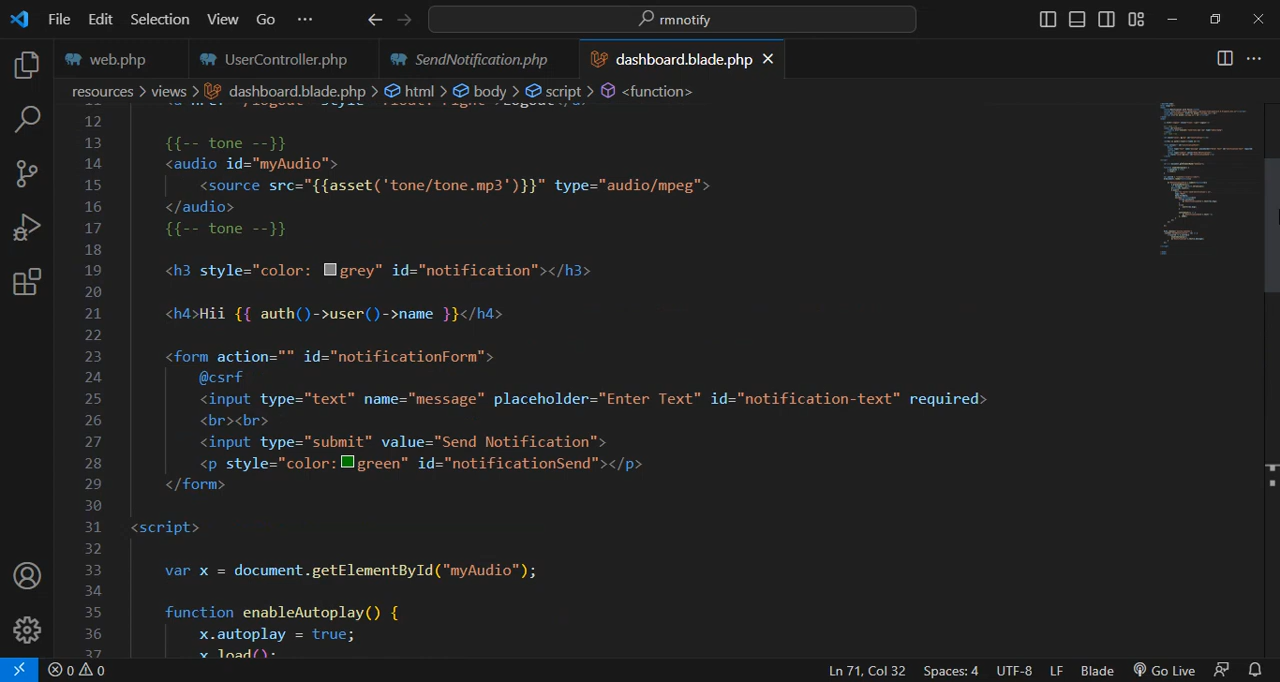 File Edit Selection View Go ··· rmnotify
web.php UserController.php SendNotification.php dashboard.blade.php
resources > views > dashboard.blade.php > html > body > script > <function>
12
13 {{-- tone --}}
14 <audio id="myAudio">
15 <source src="{{asset('tone/tone.mp3')}}" type="audio/mpeg">
16 </audio>
17 {{-- tone --}}
18
19 <h3 style="color: grey" id="notification"></h3>
20
21 <h4>Hii {{ auth()->user()->name }}</h4>
22
23 <form action="" id="notificationForm">
24 @csrf
25 <input type="text" name="message" placeholder="Enter Text" id="notification-text" required>
26 <br><br>
27 <input type="submit" value="Send Notification">
28 <p style="color:green" id="notificationSend"></p>
29 </form>
30
31 <script>
32
33 var x = document.getElementById("myAudio");
34
35 function enableAutoplay() {
36 x.autoplay = true;
37 x.load();
0 0 Ln 71, Col 32 Spaces: 4 UTF-8 LF Blade Go Live